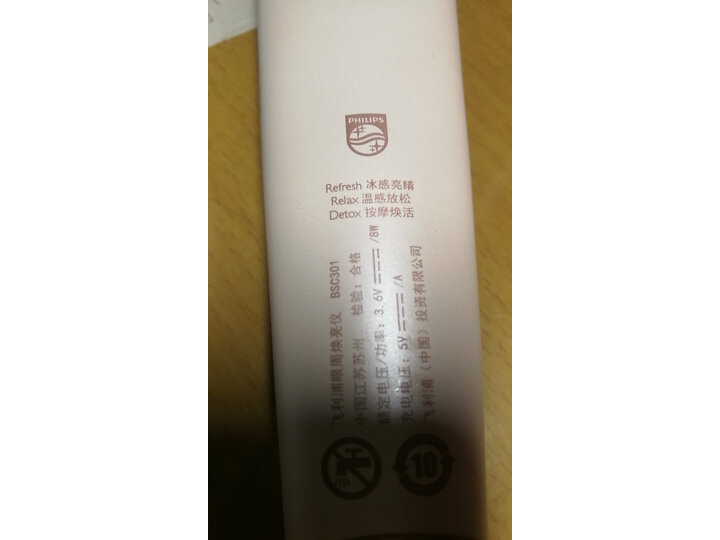 PHILIPS
Refresh 冰感亮睛
Relax 温感放松
Detox 按摩焕活
飞利浦眼周焕亮仪 BSC301
中国江苏苏州 检验：合格
额定电压/功率：3.6V⎓/8W
充电电压：5V⎓/A
飞利浦（中国）投资有限公司
10